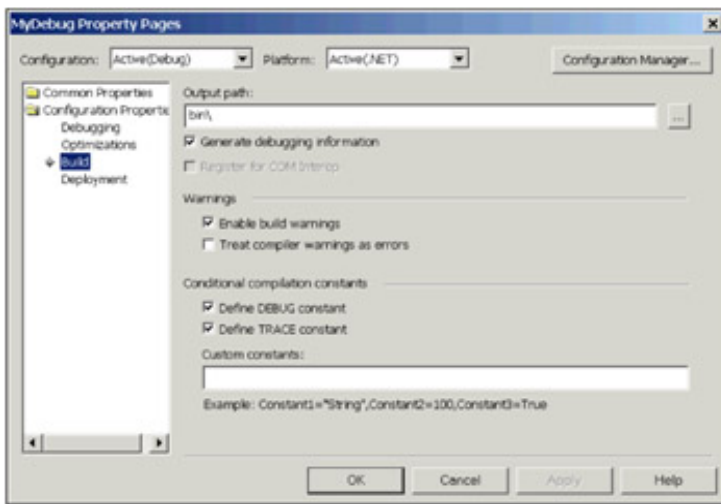 MyDebug Property Pages
Configuration: Active(Debug) Platform: Active(.NET) Configuration Manager...
Common Properties
Configuration Propertie
Debugging
Optimizations
Build
Deployment
Output path:
bin\
...
Generate debugging information
Register for COM Interop
Warnings
Enable build warnings
Treat compiler warnings as errors
Conditional compilation constants
Define DEBUG constant
Define TRACE constant
Custom constants:
Example: Constant1="String",Constant2=100,Constant3=True
OK Cancel Apply Help